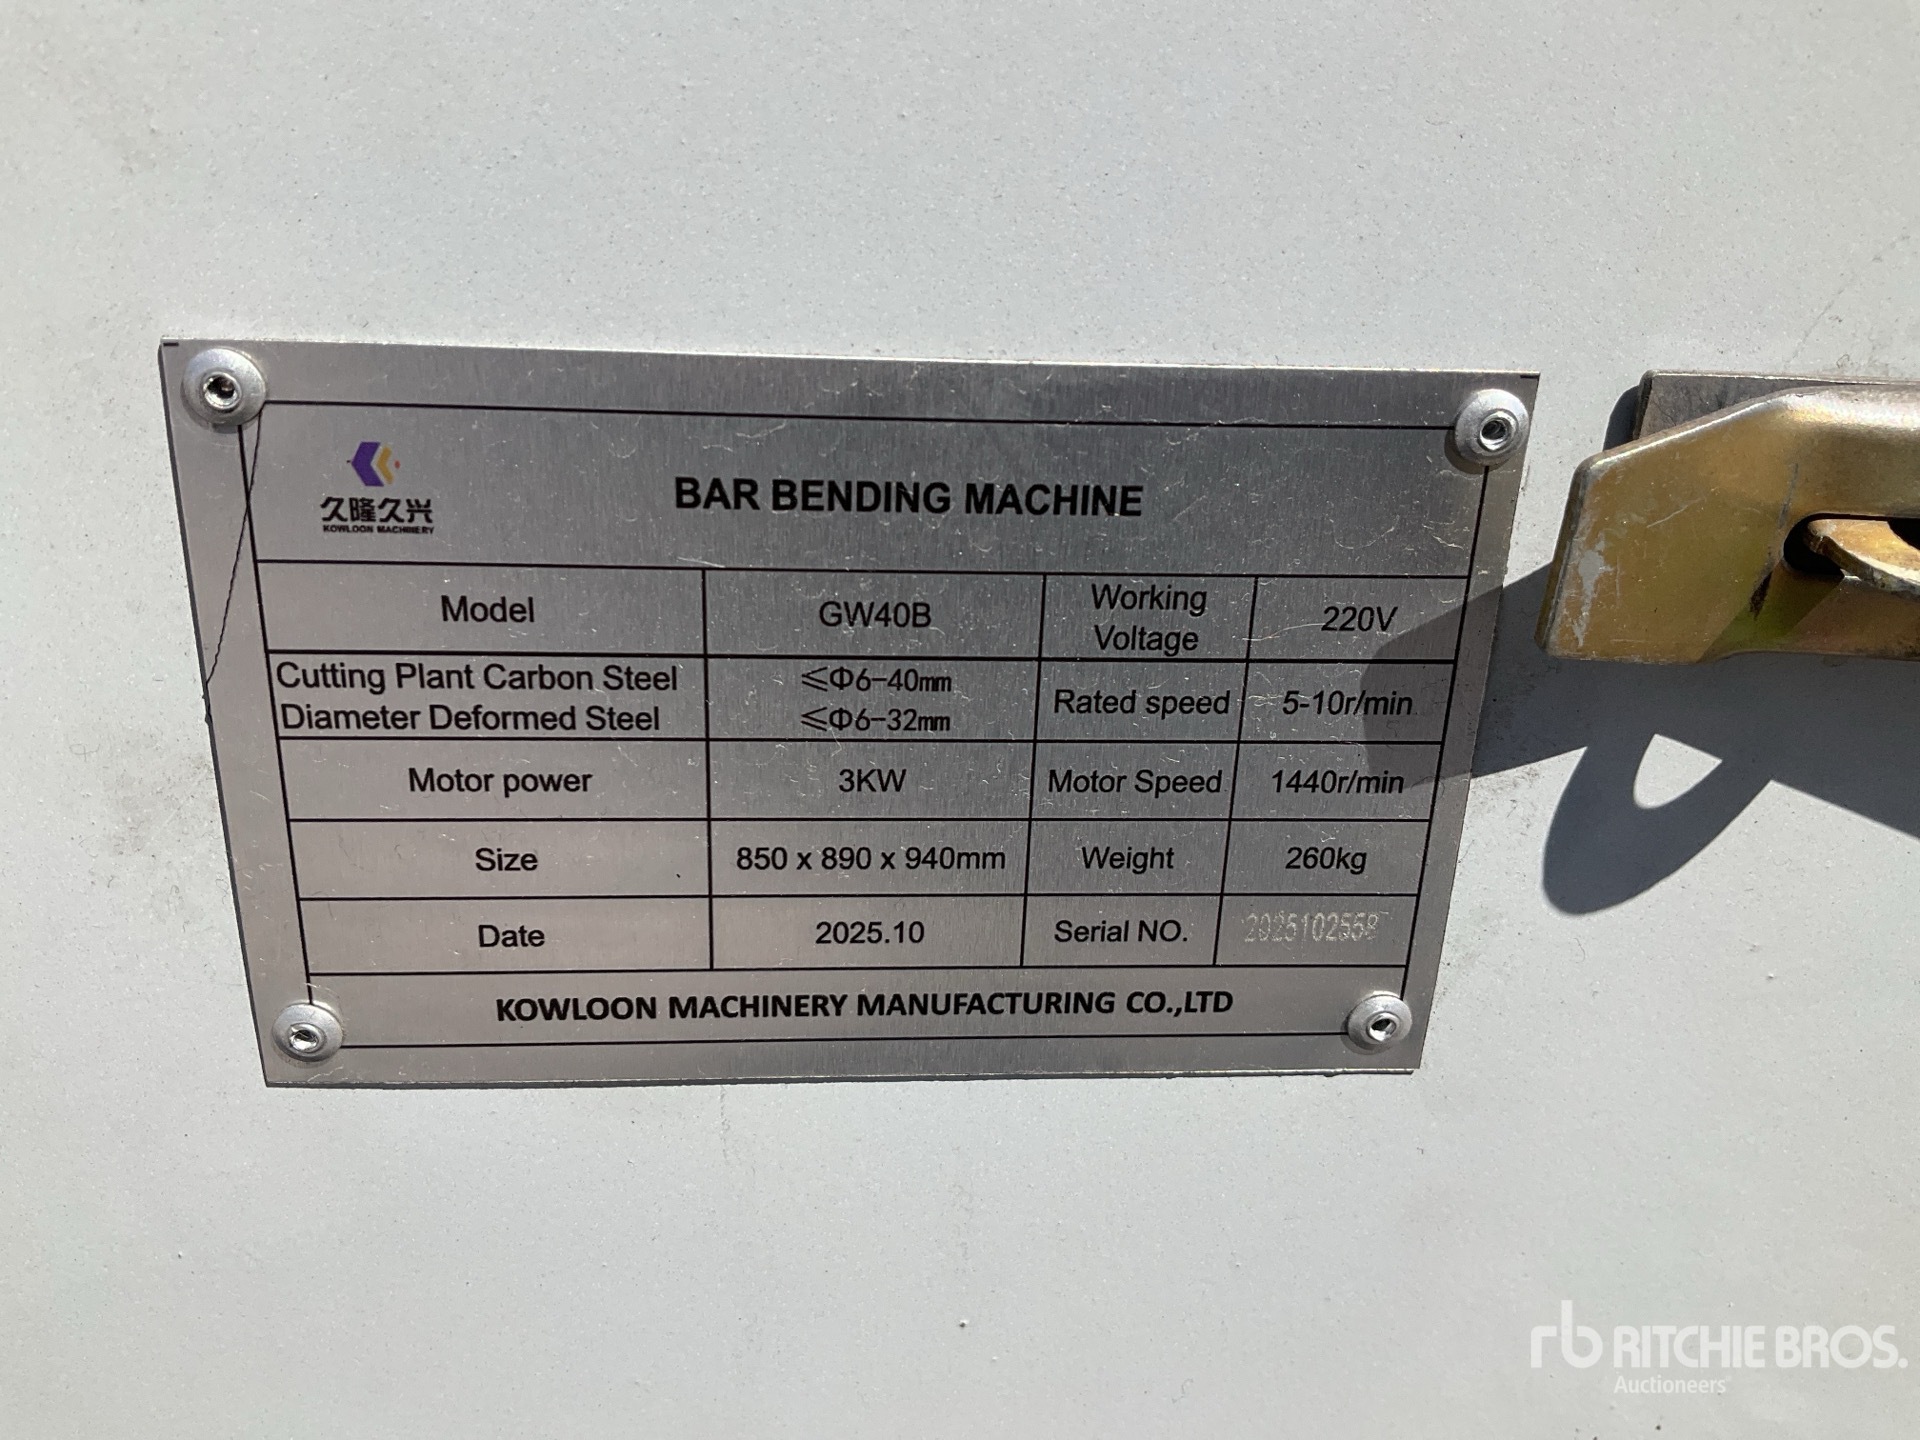 久隆久兴
KOWLOON MACHINERY
BAR BENDING MACHINE
Model GW40B Working Voltage 220V
Cutting Plant Carbon Steel ≤Φ6-40mm
Diameter Deformed Steel ≤Φ6-32mm
Rated speed 5-10r/min
Motor power 3KW Motor Speed 1440r/min
Size 850 x 890 x 940mm Weight 260kg
Date 2025.10 Serial NO. 2025102558
KOWLOON MACHINERY MANUFACTURING CO.,LTD
rb RITCHIE BROS.
Auctioneers